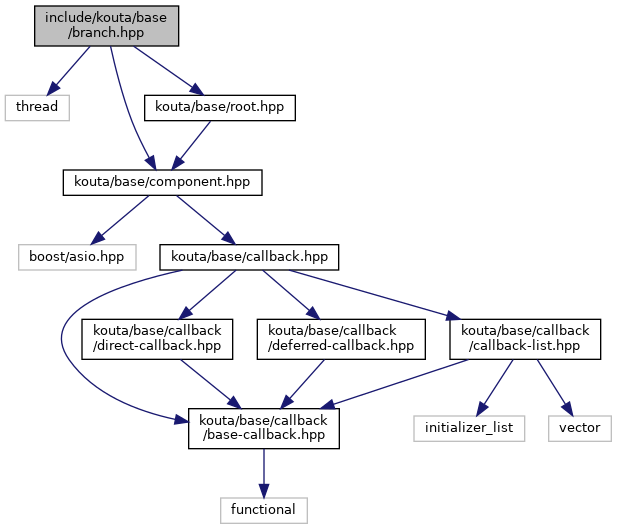 include/kouta/base
/branch.hpp
thread
kouta/base/root.hpp
kouta/base/component.hpp
boost/asio.hpp
kouta/base/callback.hpp
kouta/base/callback
/direct-callback.hpp
kouta/base/callback
/deferred-callback.hpp
kouta/base/callback
/callback-list.hpp
kouta/base/callback
/base-callback.hpp
initializer_list
vector
functional